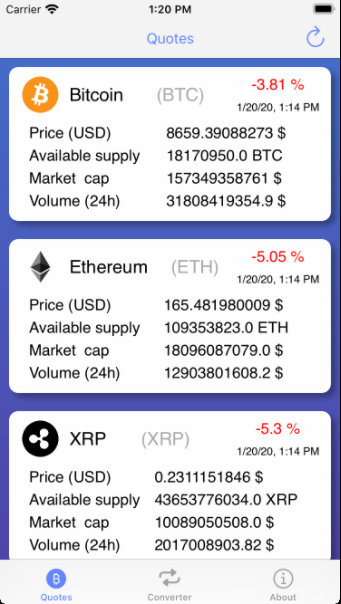 Carrier 1:20 PM
Quotes
Bitcoin (BTC) -3.81 %
1/20/20, 1:14 PM
Price (USD) 8659.39088273 $
Available supply 18170950.0 BTC
Market cap 157349358761 $
Volume (24h) 31808419354.9 $
Ethereum (ETH) -5.05 %
1/20/20, 1:14 PM
Price (USD) 165.481980009 $
Available supply 109353823.0 ETH
Market cap 18096087079.0 $
Volume (24h) 12903801608.2 $
XRP (XRP) -5.3 %
1/20/20, 1:14 PM
Price (USD) 0.2311151846 $
Available supply 43653776034.0 XRP
Market cap 10089050508.0 $
Volume (24h) 2017008903.82 $
Quotes Converter About